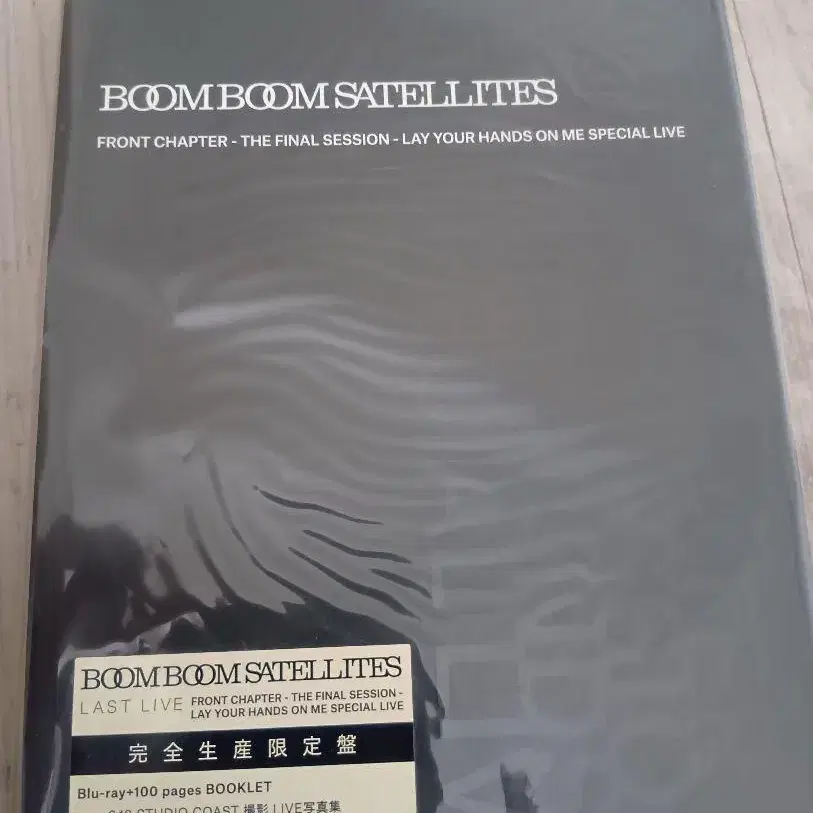 BOOM BOOM SATELLITES
FRONT CHAPTER - THE FINAL SESSION - LAY YOUR HANDS ON ME SPECIAL LIVE
BOOM BOOM SATELLITES
LAST LIVE FRONT CHAPTER - THE FINAL SESSION -
LAY YOUR HANDS ON ME SPECIAL LIVE
完全生産限定盤
Blu-ray+100 pages BOOKLET
STUDIO COAST 撮影 LIVE写真集